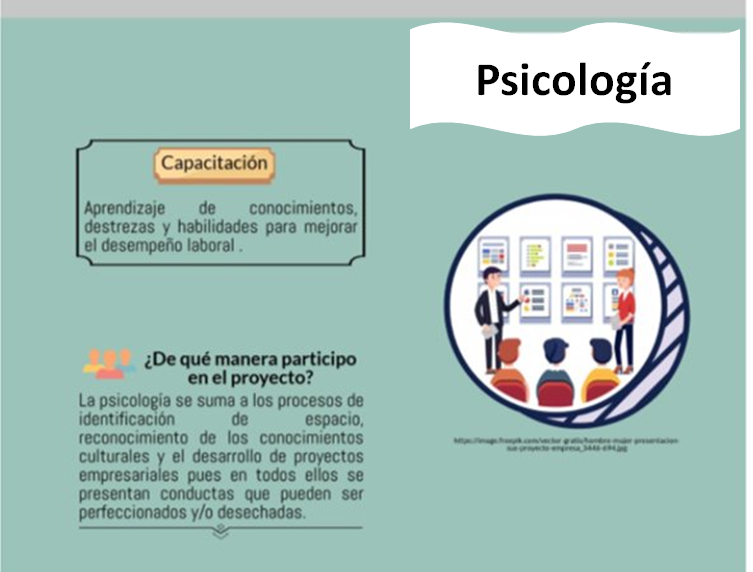 Psicología
Capacitación
Aprendizaje de conocimientos,
destrezas y habilidades para mejorar
el desempeño laboral .
¿De qué manera participo
en el proyecto?
La psicología se suma a los procesos de
identificación de espacio,
reconocimiento de los conocimientos
culturales y el desarrollo de proyectos
empresariales pues en todos ellos se
presentan conductas que pueden ser
perfeccionados y/o desechadas.
https://image.freepik.com/vector-gratis/hombre-mujer-presentacion-
sus-proyecto-empresa_3446-694.jpg